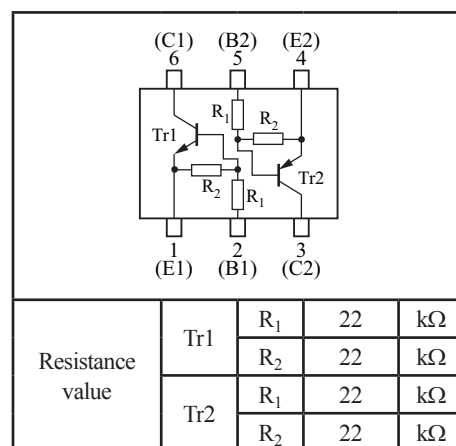 (C1) (B2) (E2)
6 5 4
R1
R2
Tr1
Tr2
R2
R1
1 2 3
(E1) (B1) (C2)
Resistance value Tr1 R1 22 kΩ
R2 22 kΩ
Tr2 R1 22 kΩ
R2 22 kΩ